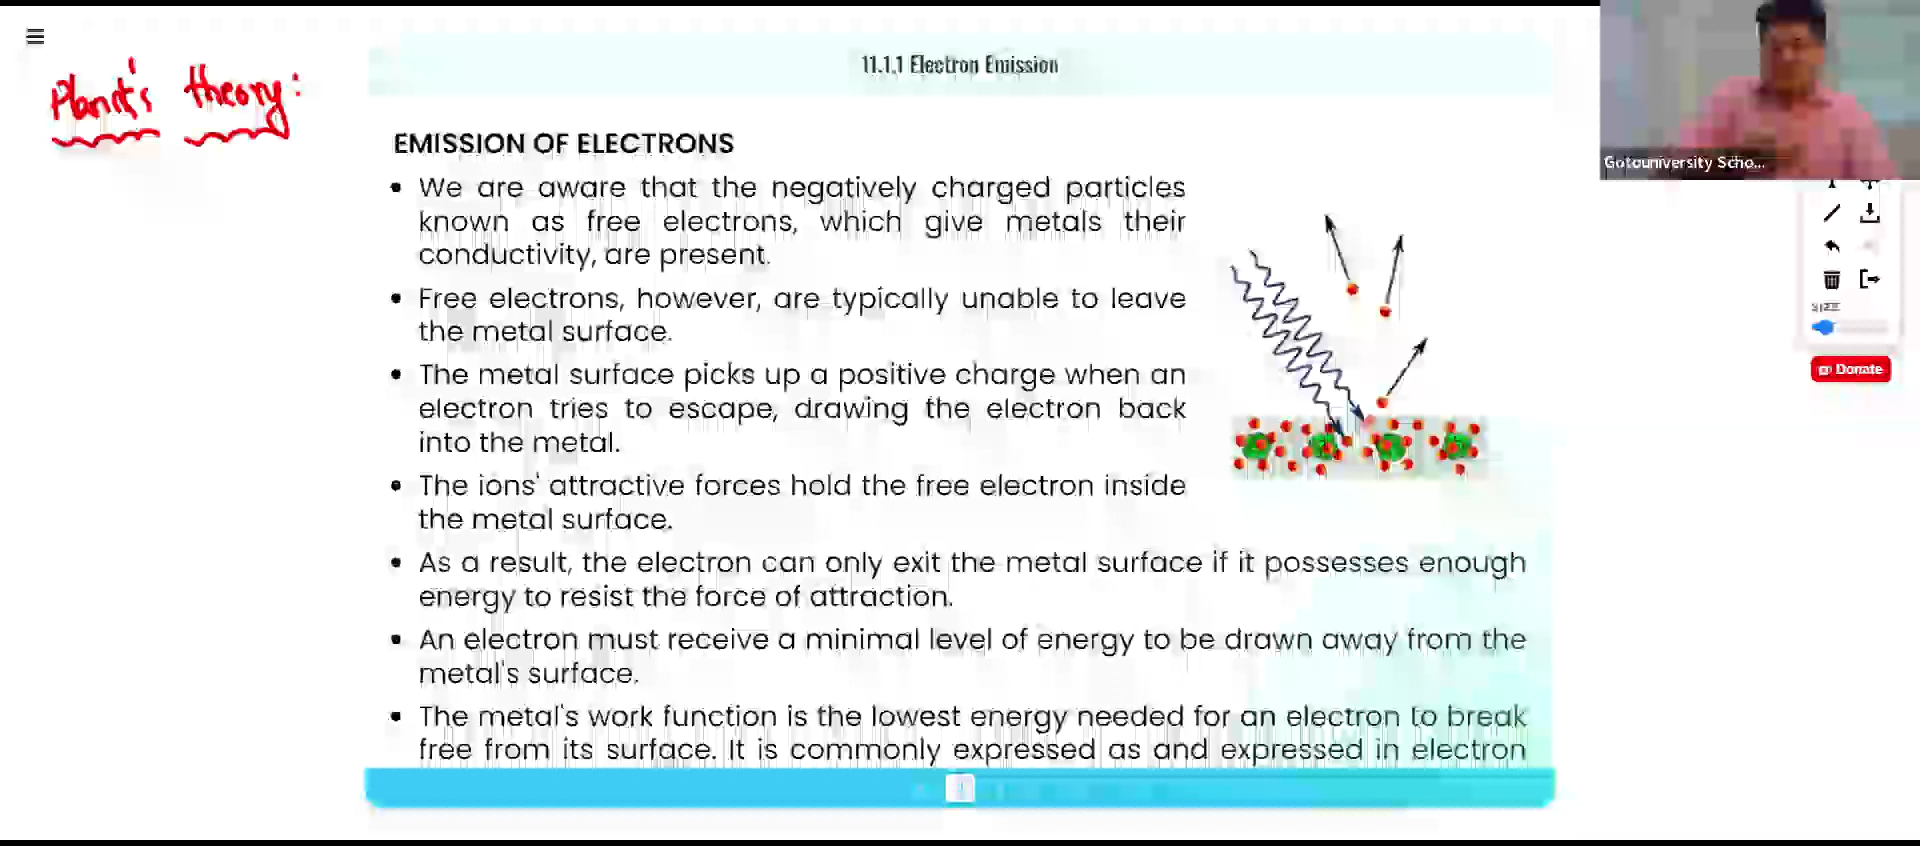 11.1.1 Electron Emission
Planck's theory:
EMISSION OF ELECTRONS
• We are aware that the negatively charged particles
known as free electrons, which give metals their
conductivity, are present.
• Free electrons, however, are typically unable to leave
the metal surface.
• The metal surface picks up a positive charge when an
electron tries to escape, drawing the electron back
into the metal.
• The ions' attractive forces hold the free electron inside
the metal surface.
• As a result, the electron can only exit the metal surface if it possesses enough
energy to resist the force of attraction.
• An electron must receive a minimal level of energy to be drawn away from the
metal's surface.
• The metal's work function is the lowest energy needed for an electron to break
free from its surface. It is commonly expressed as and expressed in electron
Gotouniversity Scho...
SIZE
Donate